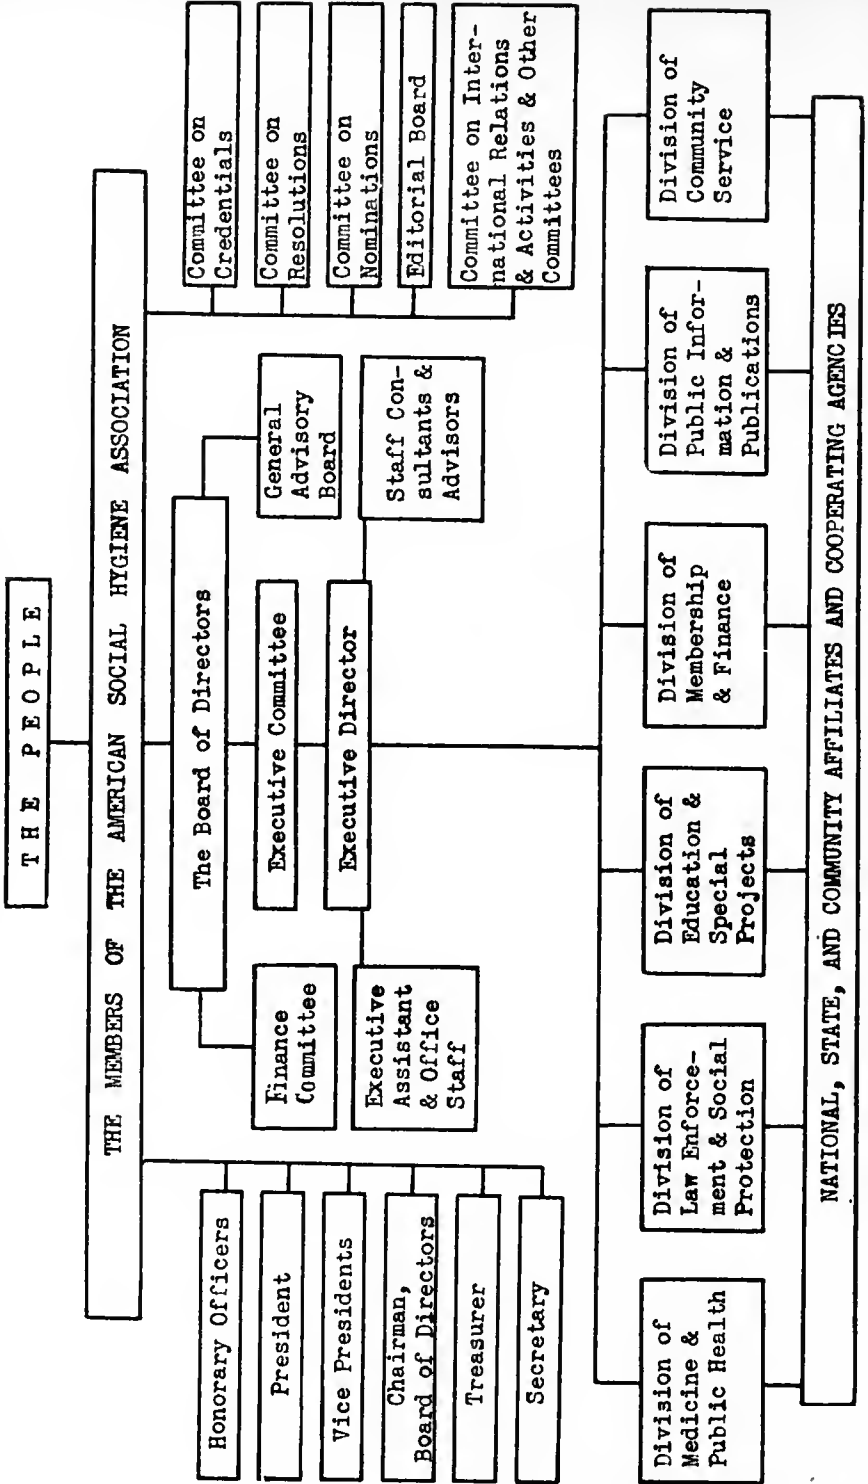 T H E   P E O P L E
THE MEMBERS OF THE AMERICAN SOCIAL HYGIENE ASSOCIATION
Honorary Officers
President
Vice Presidents
Chairman,
Board of Directors
Treasurer
Secretary
The Board of Directors
Finance
Committee
General
Advisory
Board
Executive Committee
Executive Director
Executive
Assistant
& Office
Staff
Staff Con-
sultants &
Advisors
Committee on
Credentials
Committee on
Resolutions
Committee on
Nominations
Editorial Board
Committee on Inter-
national Relations
& Activities & Other
Committees
Division of
Medicine &
Public Health
Division of
Law Enforce-
ment & Social
Protection
Division of
Education &
Special
Projects
Division of
Membership
& Finance
Division of
Public Infor-
mation &
Publications
Division of
Community
Service
NATIONAL, STATE, AND COMMUNITY AFFILIATES AND COOPERATING AGENCIES